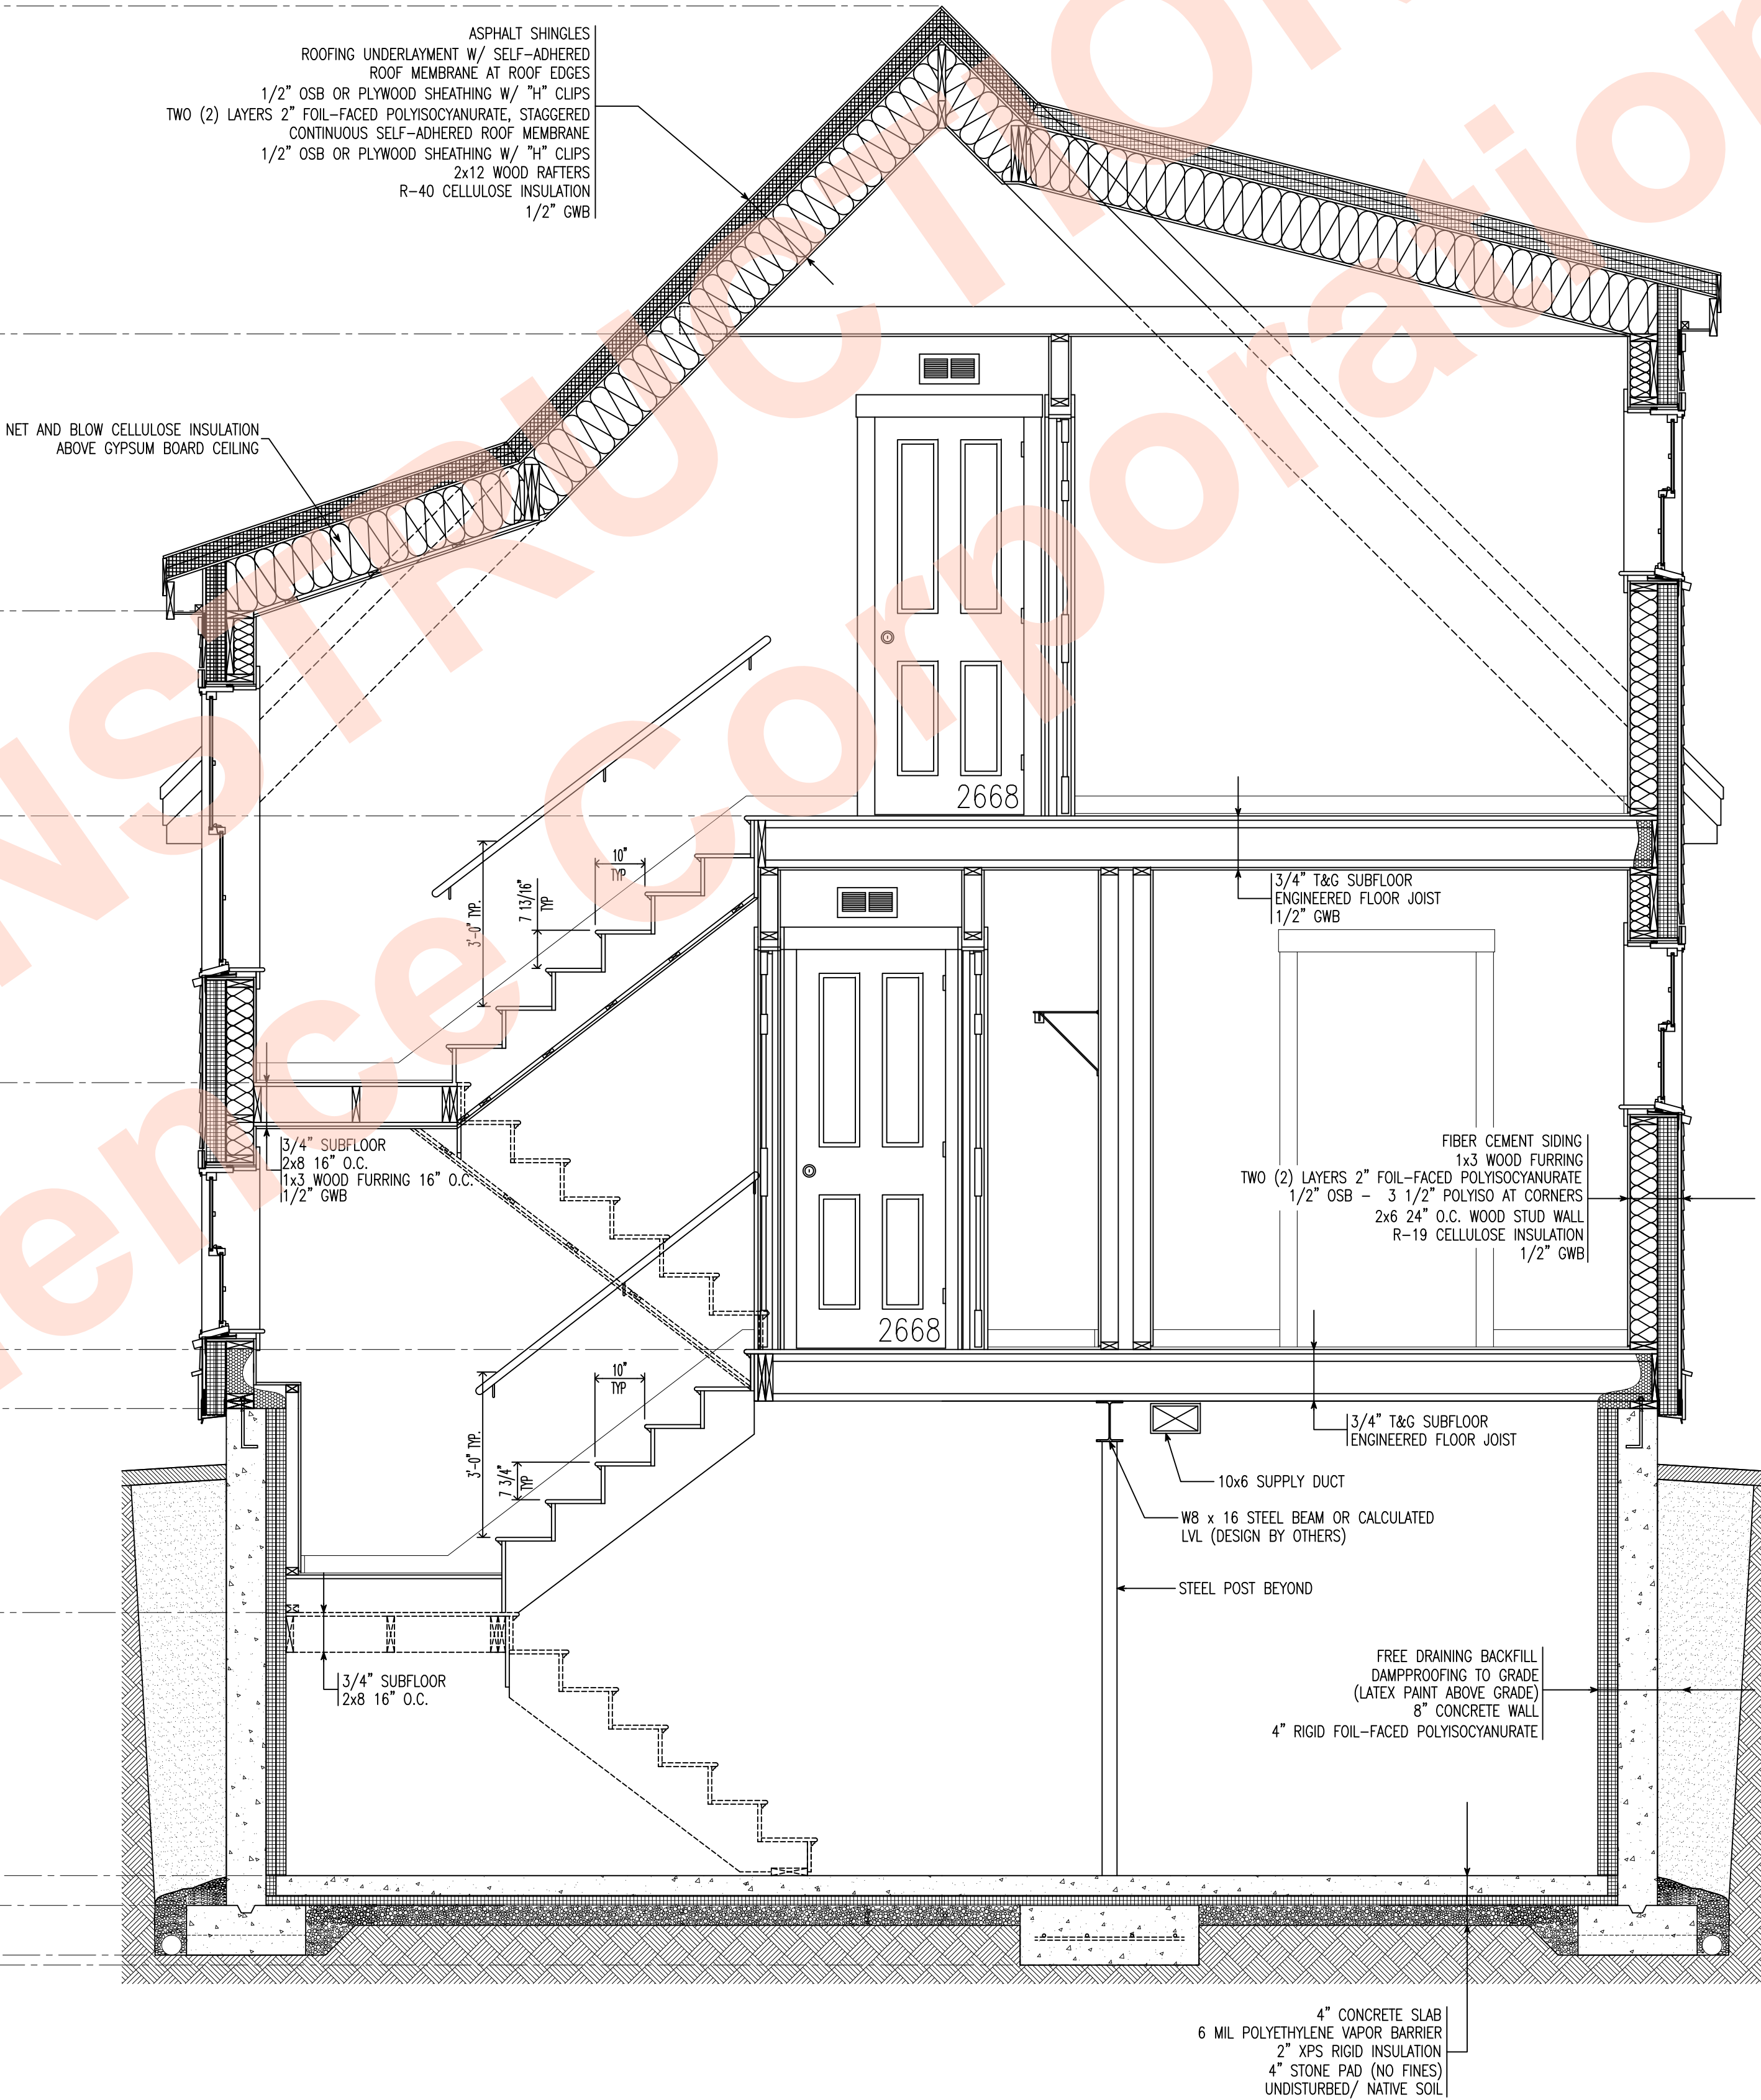 ASPHALT SHINGLES
ROOFING UNDERLAYMENT W/ SELF-ADHERED
ROOF MEMBRANE AT ROOF EDGES
1/2" OSB OR PLYWOOD SHEATHING W/ "H" CLIPS
TWO (2) LAYERS 2" FOIL-FACED POLYISOCYANURATE, STAGGERED
CONTINUOUS SELF-ADHERED ROOF MEMBRANE
1/2" OSB OR PLYWOOD SHEATHING W/ "H" CLIPS
2x12 WOOD RAFTERS
R-40 CELLULOSE INSULATION
1/2" GWB
NET AND BLOW CELLULOSE INSULATION
ABOVE GYPSUM BOARD CEILING
NSTRUCTION
ence Corporation
2668
10"
TYP
7 13/16"
TYP
3'-0" TYP.
3/4" T&G SUBFLOOR
ENGINEERED FLOOR JOIST
1/2" GWB
3/4" SUBFLOOR
2x8 16" O.C.
1x3 WOOD FURRING 16" O.C.
1/2" GWB
FIBER CEMENT SIDING
1x3 WOOD FURRING
TWO (2) LAYERS 2" FOIL-FACED POLYISOCYANURATE
1/2" OSB - 3 1/2" POLYISO AT CORNERS
2x6 24" O.C. WOOD STUD WALL
R-19 CELLULOSE INSULATION
1/2" GWB
2668
10"
TYP
7 3/4"
TYP
3'-0" TYP.
3/4" T&G SUBFLOOR
ENGINEERED FLOOR JOIST
10x6 SUPPLY DUCT
W8 x 16 STEEL BEAM OR CALCULATED
LVL (DESIGN BY OTHERS)
STEEL POST BEYOND
3/4" SUBFLOOR
2x8 16" O.C.
FREE DRAINING BACKFILL
DAMPPROOFING TO GRADE
(LATEX PAINT ABOVE GRADE)
8" CONCRETE WALL
4" RIGID FOIL-FACED POLYISOCYANURATE
4" CONCRETE SLAB
6 MIL POLYETHYLENE VAPOR BARRIER
2" XPS RIGID INSULATION
4" STONE PAD (NO FINES)
UNDISTURBED/ NATIVE SOIL